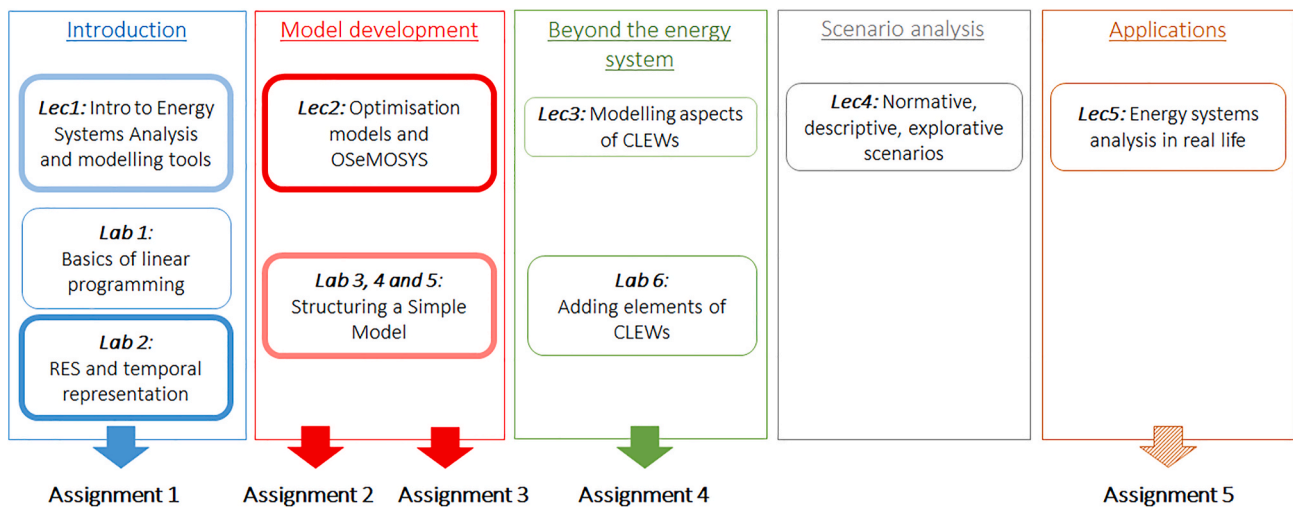 Introduction
Lec1: Intro to Energy
Systems Analysis
and modelling tools
Lab 1:
Basics of linear
programming
Lab 2:
RES and temporal
representation
Assignment 1
Model development
Lec2: Optimisation
models and
OSeMOSYS
Lab 3, 4 and 5:
Structuring a Simple
Model
Assignment 2
Assignment 3
Beyond the energy
system
Lec3: Modelling aspects
of CLEWs
Lab 6:
Adding elements of
CLEWs
Assignment 4
Scenario analysis
Lec4: Normative,
descriptive, explorative
scenarios
Applications
Lec5: Energy systems
analysis in real life
Assignment 5